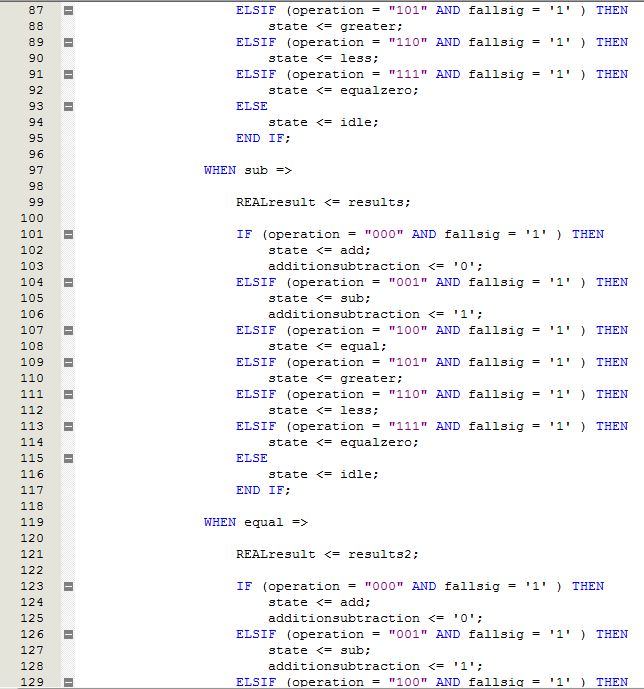 87 ELSIF (operation = "101" AND fallsig = '1' ) THEN
88 state <= greater;
89 ELSIF (operation = "110" AND fallsig = '1' ) THEN
90 state <= less;
91 ELSIF (operation = "111" AND fallsig = '1' ) THEN
92 state <= equalzero;
93 ELSE
94 state <= idle;
95 END IF;
96
97 WHEN sub =>
98
99 REALresult <= results;
100
101 IF (operation = "000" AND fallsig = '1' ) THEN
102 state <= add;
103 additionsubtraction <= '0';
104 ELSIF (operation = "001" AND fallsig = '1' ) THEN
105 state <= sub;
106 additionsubtraction <= '1';
107 ELSIF (operation = "100" AND fallsig = '1' ) THEN
108 state <= equal;
109 ELSIF (operation = "101" AND fallsig = '1' ) THEN
110 state <= greater;
111 ELSIF (operation = "110" AND fallsig = '1' ) THEN
112 state <= less;
113 ELSIF (operation = "111" AND fallsig = '1' ) THEN
114 state <= equalzero;
115 ELSE
116 state <= idle;
117 END IF;
118
119 WHEN equal =>
120
121 REALresult <= results2;
122
123 IF (operation = "000" AND fallsig = '1' ) THEN
124 state <= add;
125 additionsubtraction <= '0';
126 ELSIF (operation = "001" AND fallsig = '1' ) THEN
127 state <= sub;
128 additionsubtraction <= '1';
129 ELSIF (operation = "100" AND fallsig = '1' ) THEN